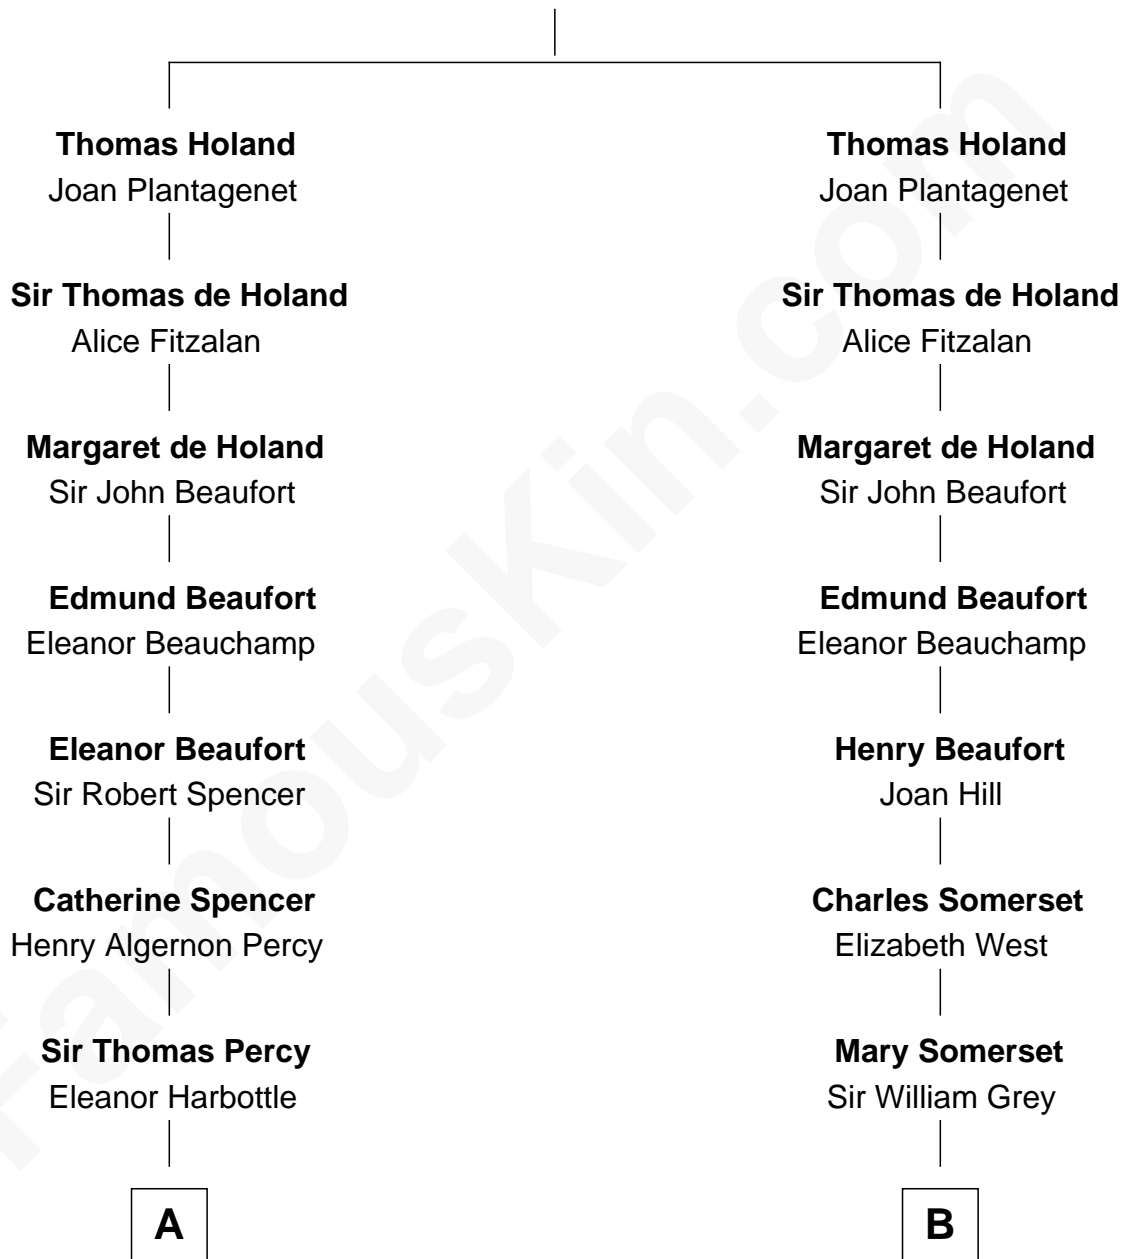 Thomas Holand
Joan Plantagenet
Sir Thomas de Holand
Alice Fitzalan
Margaret de Holand
Sir John Beaufort
Edmund Beaufort
Eleanor Beauchamp
Eleanor Beaufort
Sir Robert Spencer
Catherine Spencer
Henry Algernon Percy
Sir Thomas Percy
Eleanor Harbottle
A
Thomas Holand
Joan Plantagenet
Sir Thomas de Holand
Alice Fitzalan
Margaret de Holand
Sir John Beaufort
Edmund Beaufort
Eleanor Beauchamp
Henry Beaufort
Joan Hill
Charles Somerset
Elizabeth West
Mary Somerset
Sir William Grey
B
FamousKin.com